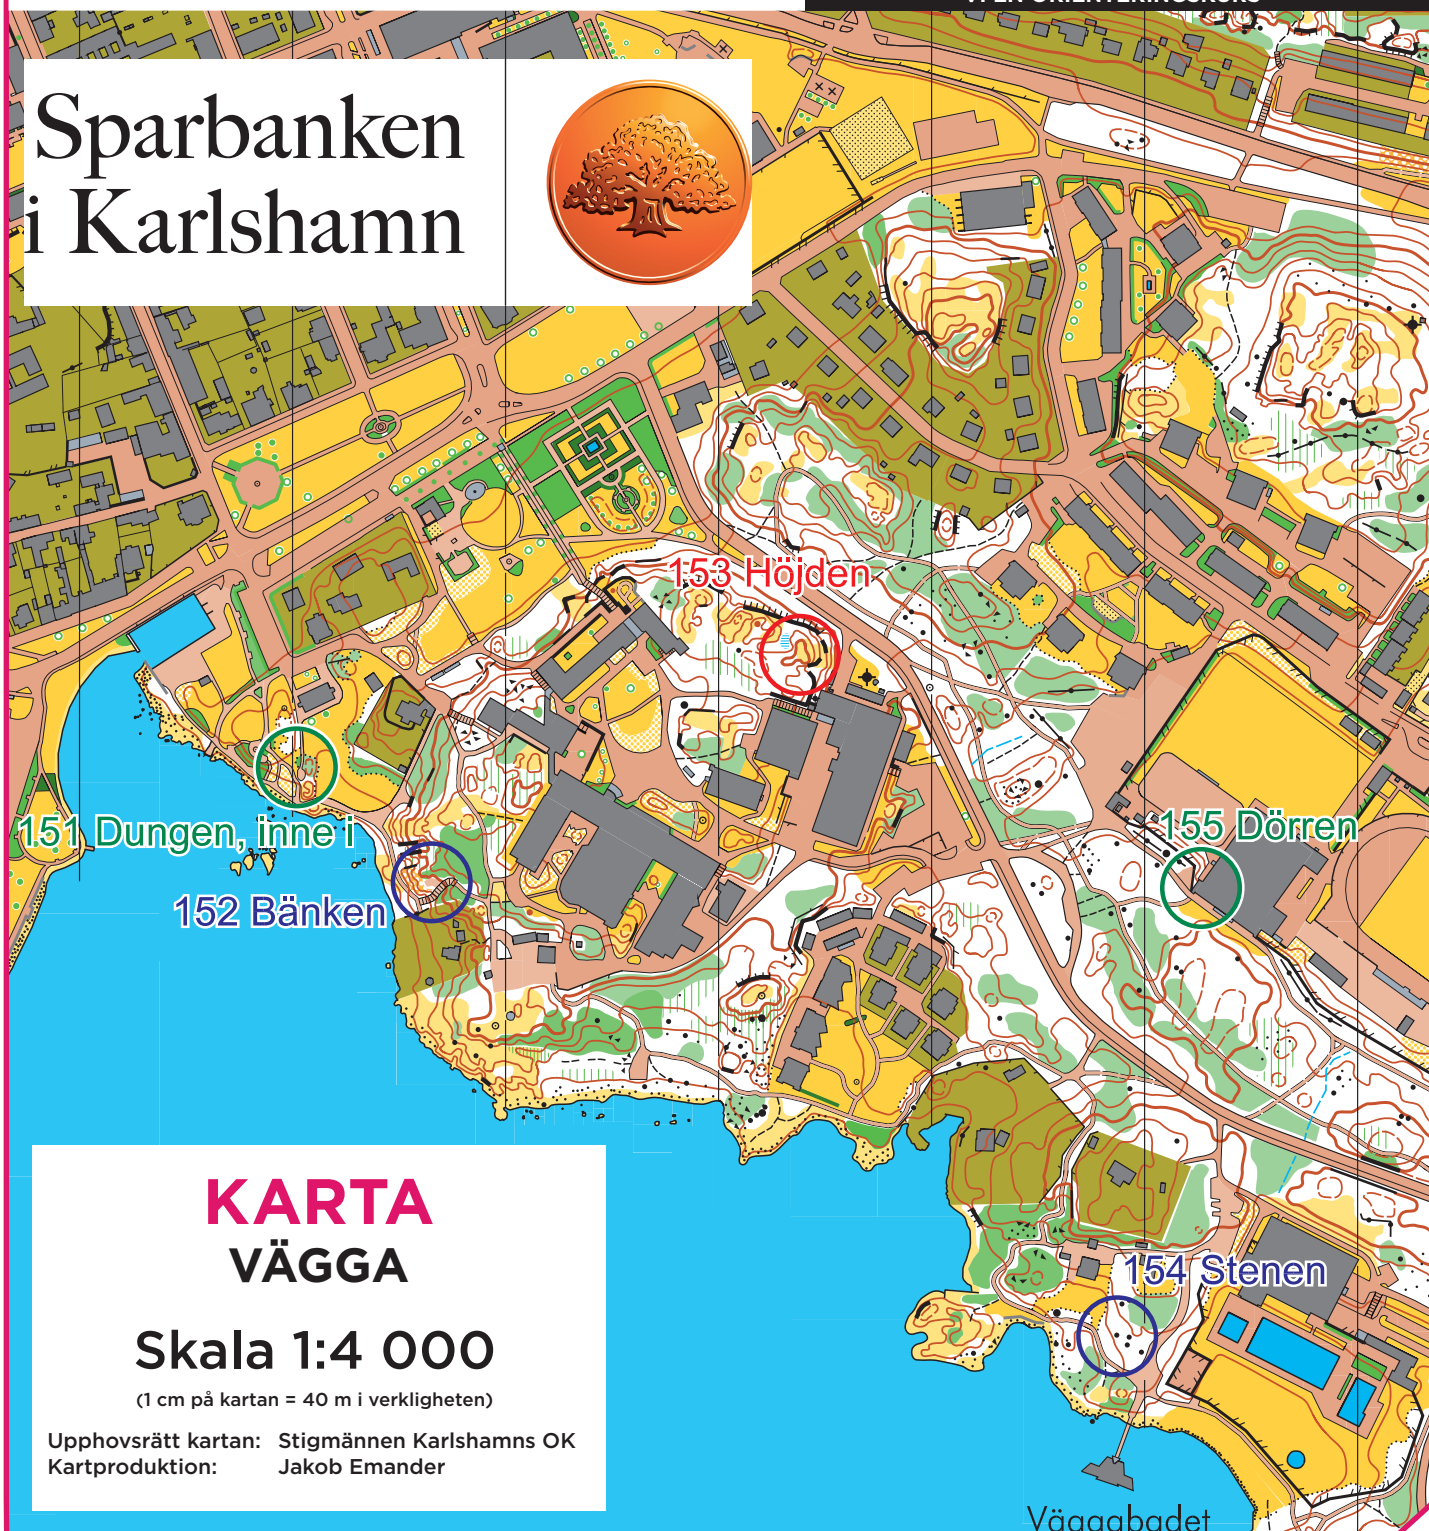 Sparbanken
i Karlshamn
153 Höjden
151 Dungen, inne i
155 Dörren
152 Bänken
154 Stenen
KARTA
VÄGGA
Skala 1:4 000
(1 cm på kartan = 40 m i verkligheten)
Upphovsrätt kartan: Stigmännen Karlshamns OK
Kartproduktion: Jakob Emander
Väggabadet